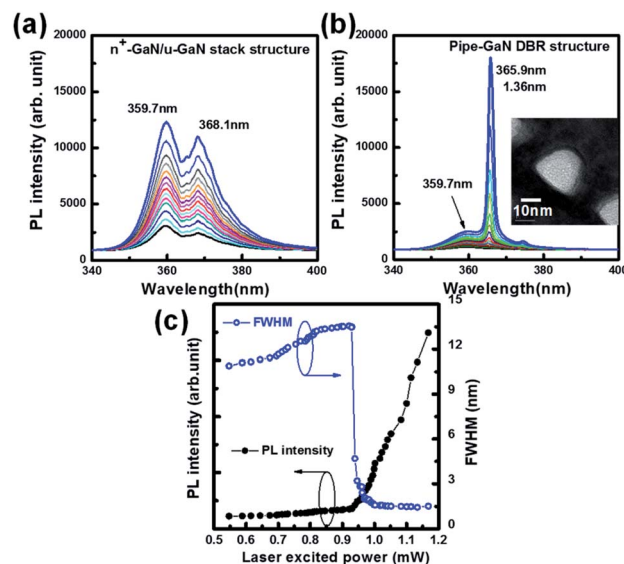 (a)
n+-GaN/u-GaN stack structure
359.7nm
368.1nm
PL intensity (arb. unit)
20000
15000
10000
5000
0
340
360
380
400
Wavelength(nm)
(b)
Pipe-GaN DBR structure
365.9nm
1.36nm
359.7nm
10nm
PL intensity (arb. unit)
20000
15000
10000
5000
0
340
360
380
400
Wavelength(nm)
(c)
FWHM
PL intensity
PL intensity (arb.unit)
15
12
9
6
3
0
FWHM (nm)
0.5
0.6
0.7
0.8
0.9
1.0
1.1
1.2
Laser excited power (mW)